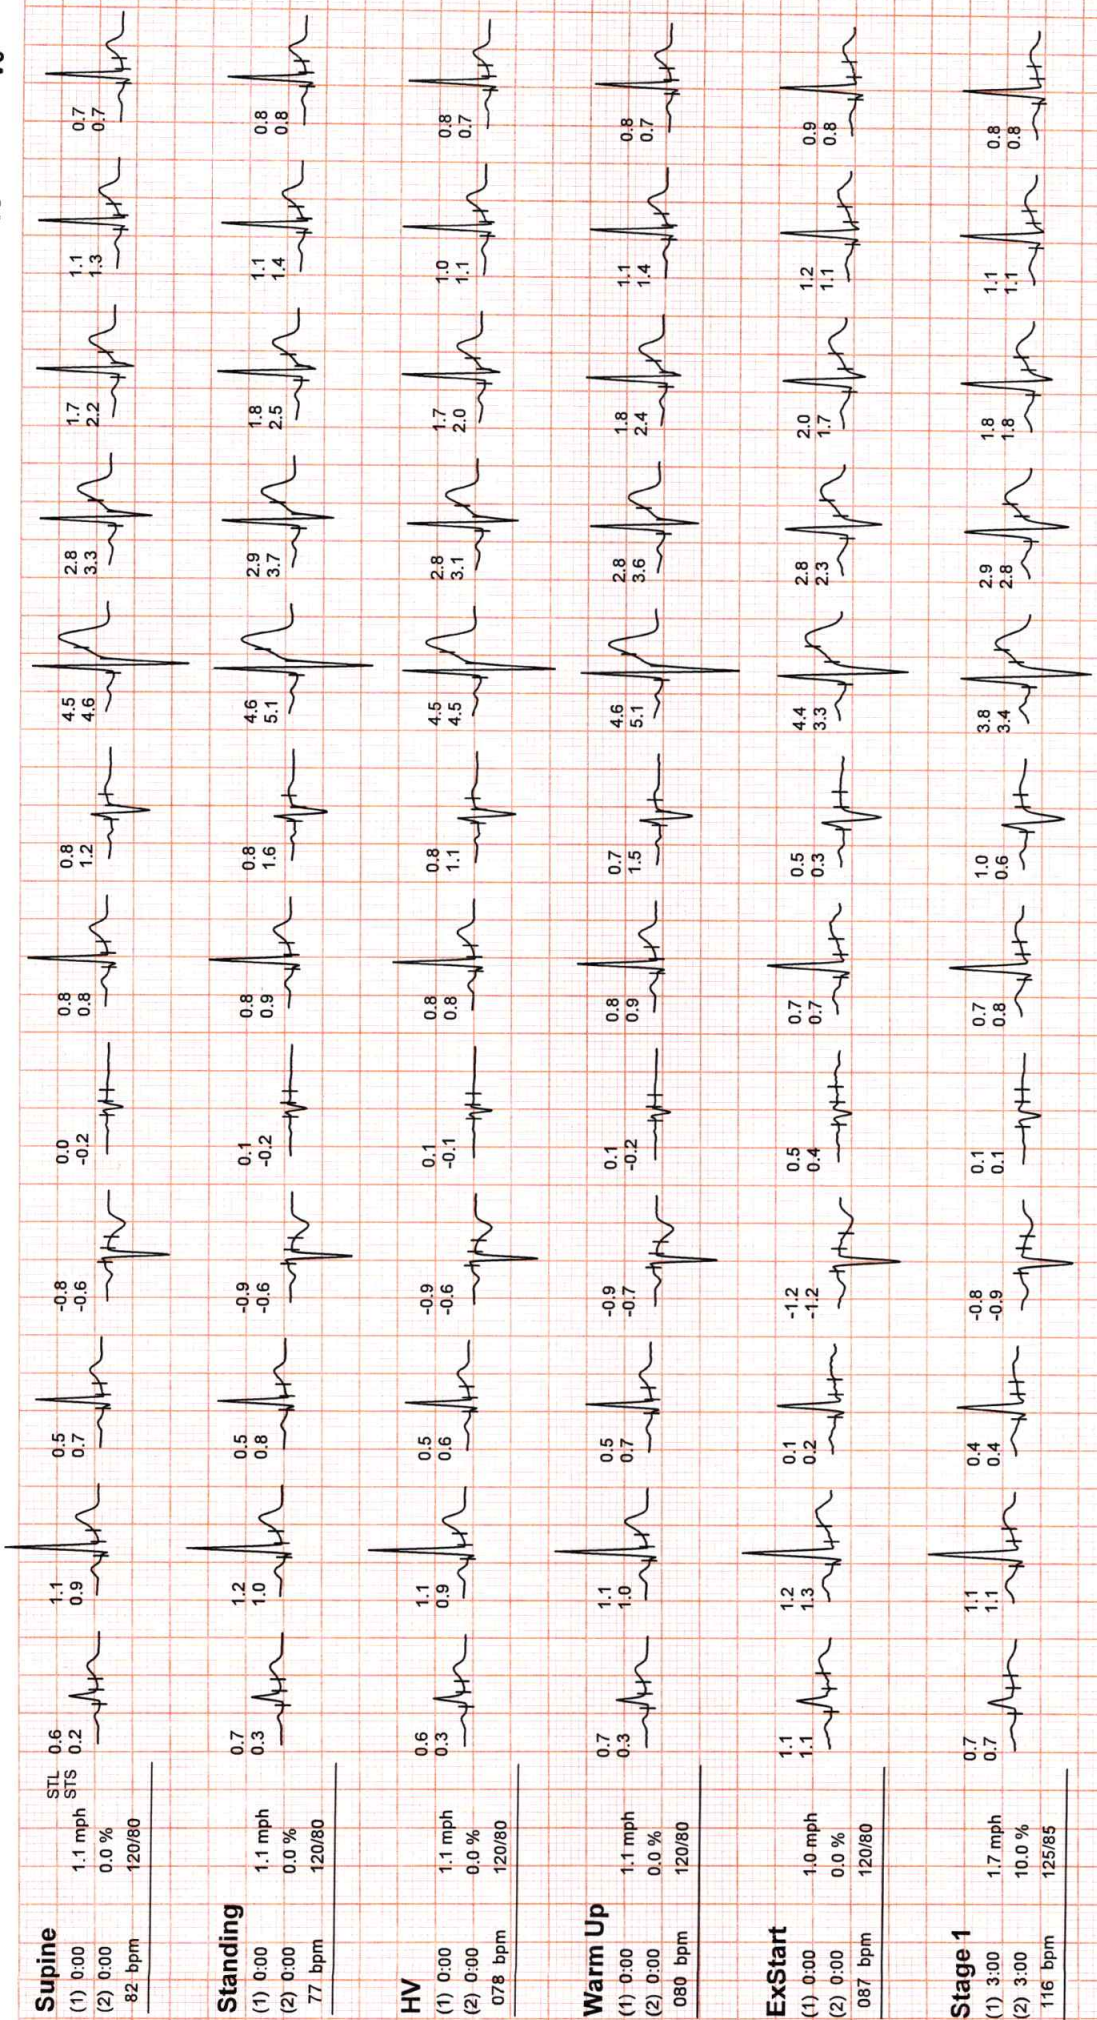 Supine
STL 0.6 1.1 0.5 -0.8 0.0 0.8 0.8 4.5 2.8 1.7 1.1 0.7
STS 0.2 0.9 0.7 -0.6 -0.2 0.8 1.2 4.6 3.3 2.2 1.3 0.7
(1) 0:00 1.1 mph
(2) 0:00 0.0 %
82 bpm 120/80
Standing
0.7 1.2 0.5 -0.9 0.1 0.8 0.8 4.6 2.9 1.8 1.1 0.8
0.3 1.0 0.8 -0.6 -0.2 0.9 1.6 5.1 3.7 2.5 1.4 0.8
(1) 0:00 1.1 mph
(2) 0:00 0.0 %
77 bpm 120/80
HV
0.6 1.1 0.5 -0.9 0.1 0.8 0.8 4.5 2.8 1.7 1.0 0.8
0.3 0.9 0.6 -0.6 -0.1 0.8 1.1 4.5 3.1 2.0 1.1 0.7
(1) 0:00 1.1 mph
(2) 0:00 0.0 %
078 bpm 120/80
Warm Up
0.7 1.1 0.5 -0.9 0.1 0.8 0.7 4.6 2.8 1.8 1.1 0.8
0.3 1.0 0.7 -0.7 -0.2 0.9 1.5 5.1 3.6 2.4 1.4 0.7
(1) 0:00 1.1 mph
(2) 0:00 0.0 %
080 bpm 120/80
ExStart
1.1 1.2 0.1 -1.2 0.5 0.7 0.5 4.4 2.8 2.0 1.2 0.9
1.1 1.3 0.2 -1.2 0.4 0.7 0.3 3.3 2.3 1.7 1.1 0.8
(1) 0:00 1.0 mph
(2) 0:00 0.0 %
087 bpm 120/80
Stage 1
0.7 1.1 0.4 -0.8 0.1 0.7 1.0 3.8 2.9 1.8 1.1 0.8
0.7 1.1 0.4 -0.9 0.1 0.8 0.6 3.4 2.8 1.8 1.1 0.8
(1) 3:00 1.7 mph
(2) 3:00 10.0 %
116 bpm 125/85